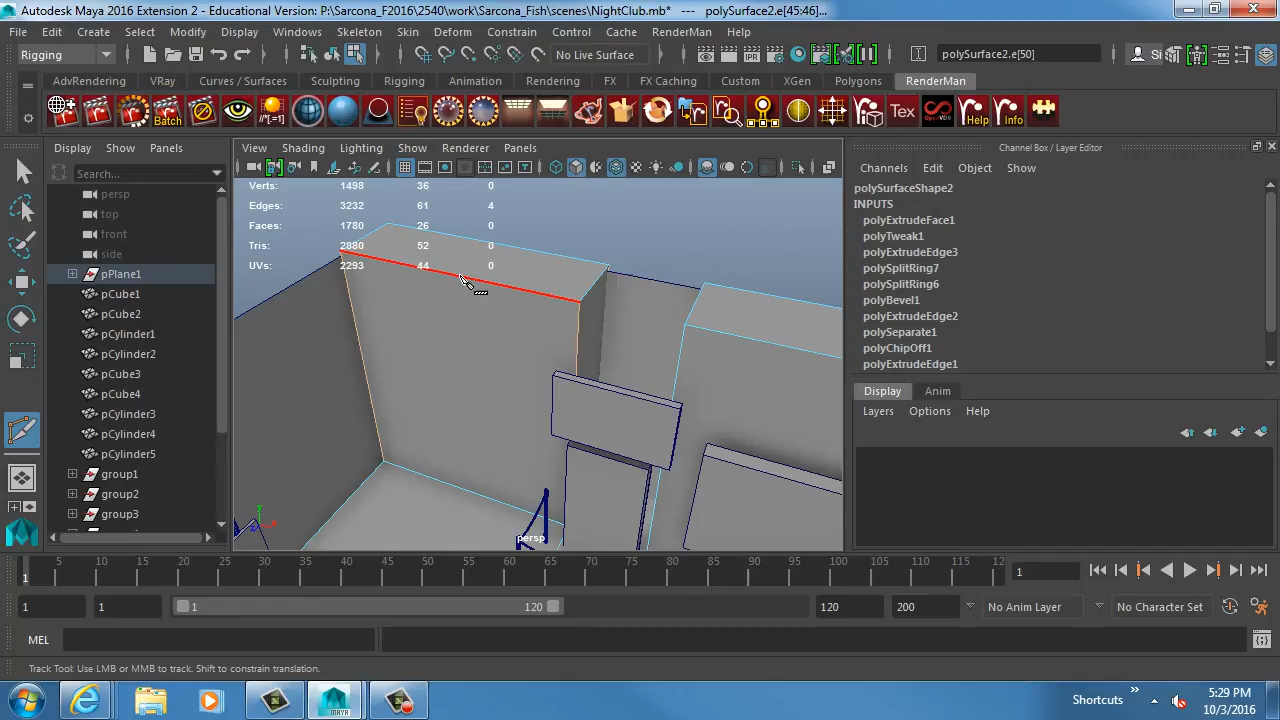 Autodesk Maya 2016 Extension 2 - Educational Version: P:\Sarcona_F2016\2540\work\Sarcona_Fish\scenes\NightClub.mb* --- polySurface2.e[45:46]...
File Edit Create Select Modify Display Windows Skeleton Skin Deform Constrain Control Cache RenderMan Help
Rigging No Live Surface polySurface2.e[50] Si
AdvRendering VRay Curves / Surfaces Sculpting Rigging Animation Rendering FX FX Caching Custom XGen Polygons RenderMan
//*[~=1] Batch Tex OpenVDB Help Info
Display Show Panels View Shading Lighting Show Renderer Panels Channel Box / Layer Editor
Search...
Channels Edit Object Show
persp
top
front
side
pPlane1
pCube1
pCube2
pCylinder1
pCylinder2
pCube3
pCube4
pCylinder3
pCylinder4
pCylinder5
group1
group2
group3
Verts: 1498 36 0
Edges: 3232 61 4
Faces: 1780 26 0
Tris: 2880 52 0
UVs: 2293 44 0
y
persp
polySurfaceShape2
INPUTS
polyExtrudeFace1
polyTweak1
polyExtrudeEdge3
polySplitRing7
polySplitRing6
polyBevel1
polyExtrudeEdge2
polySeparate1
polyChipOff1
polyExtrudeEdge1
Display Anim
Layers Options Help
1 5 10 15 20 25 30 35 40 45 50 55 60 65 70 75 80 85 90 95 100 105 110 115 12 1
1 1 1 120 120 200 No Anim Layer No Character Set
MEL
Track Tool: Use LMB or MMB to track. Shift to constrain translation.
MAYA Shortcuts 5:29 PM
10/3/2016